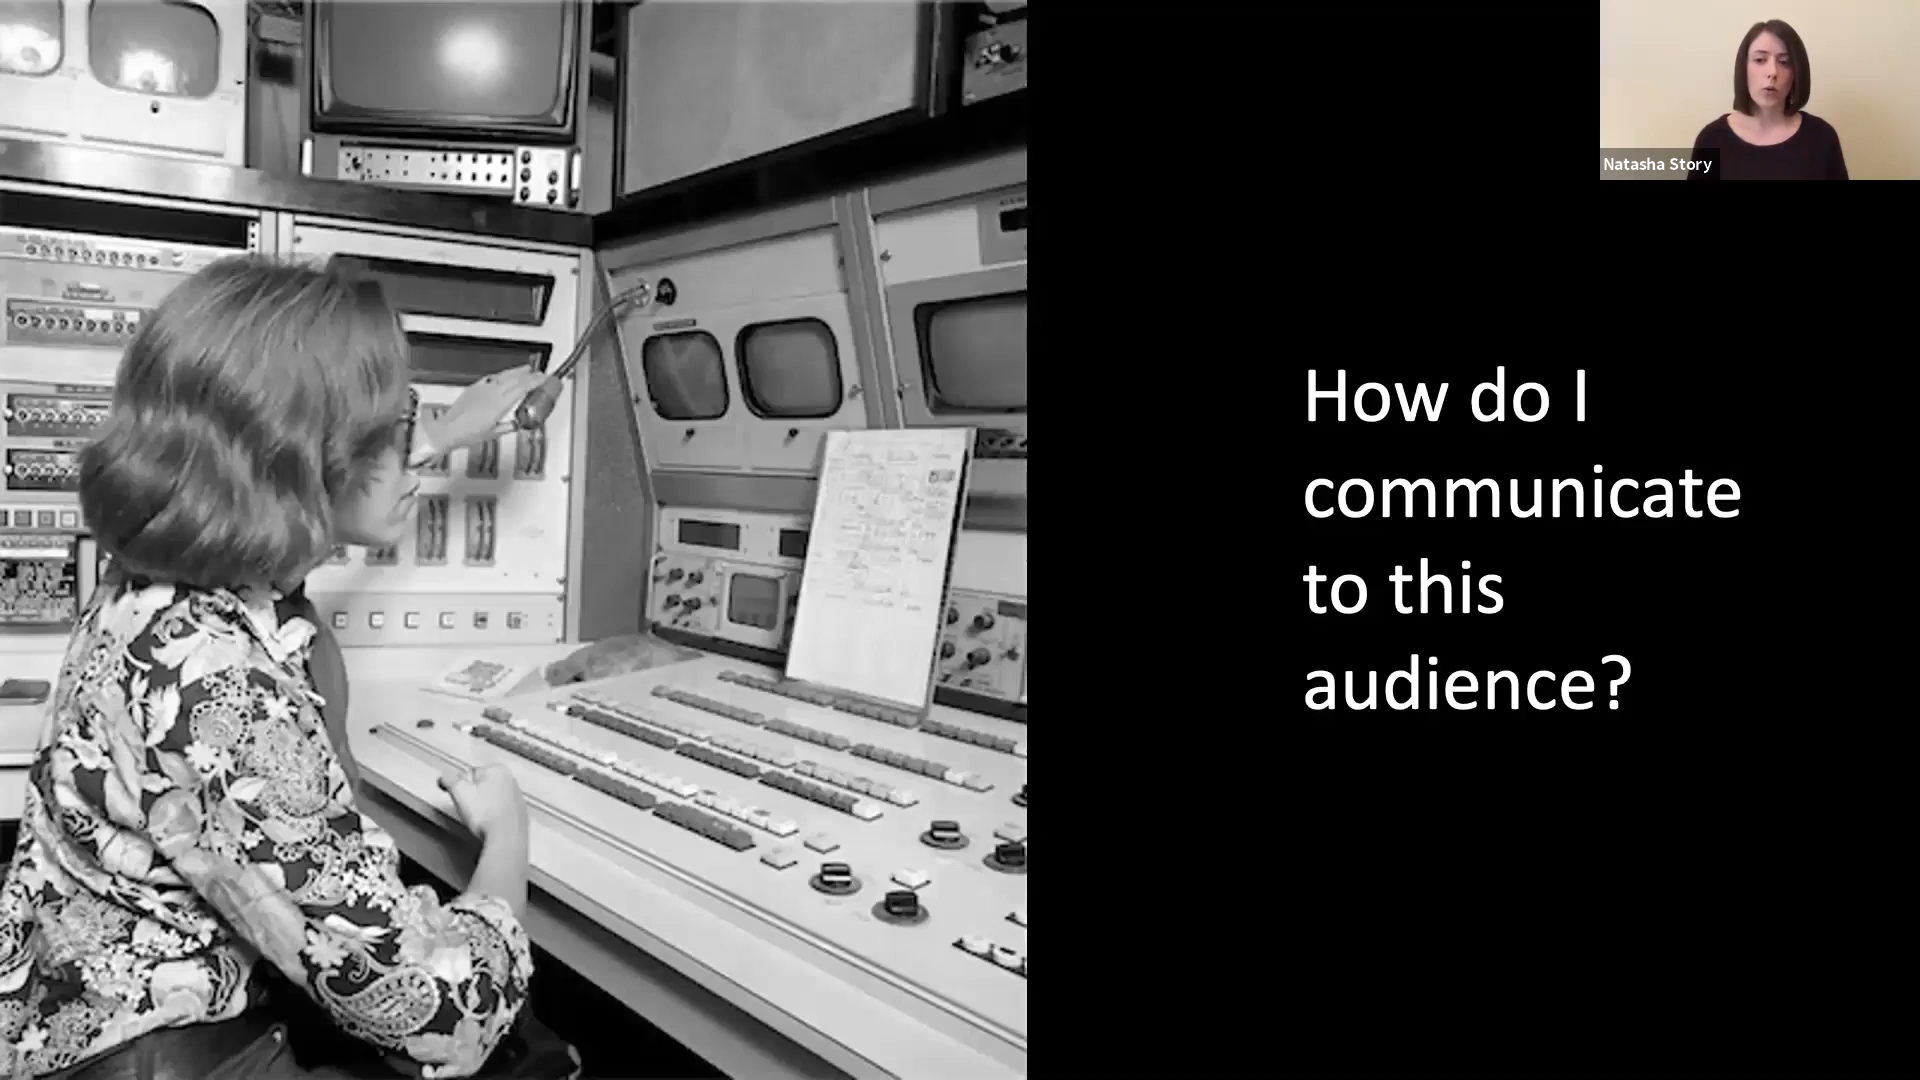 Natasha Story
How do I
communicate
to this
audience?